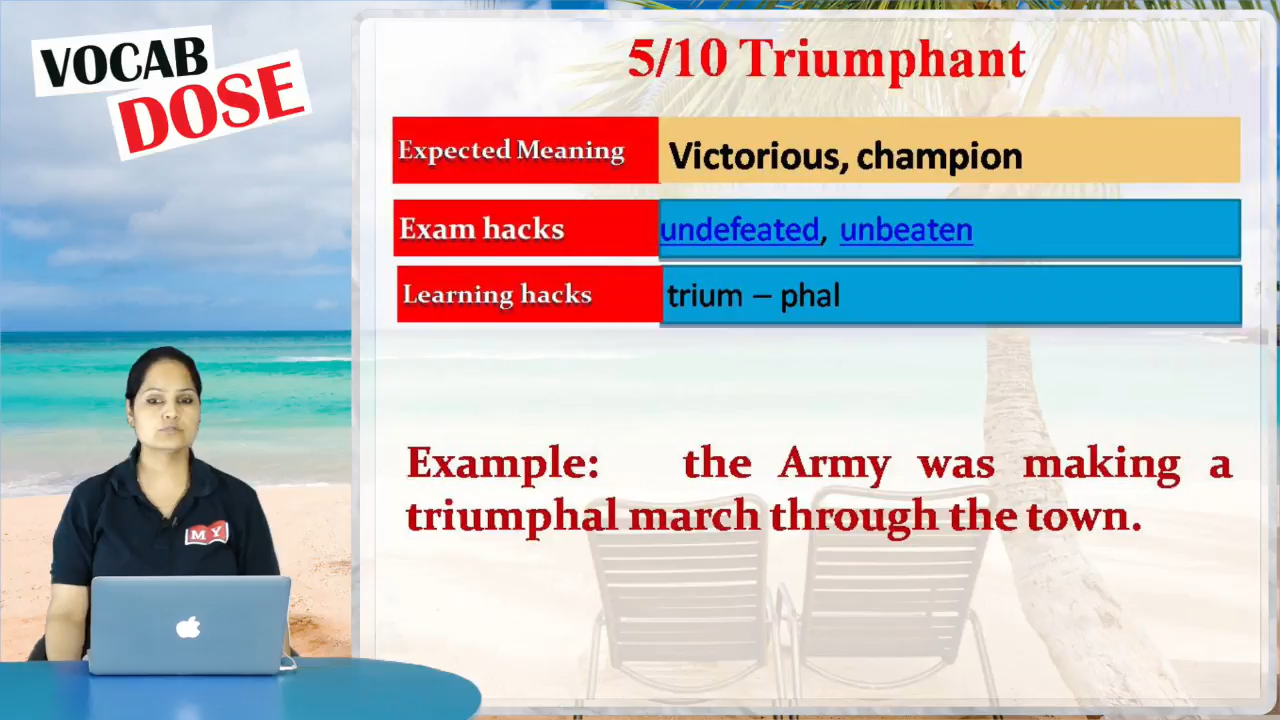 VOCAB
DOSE
5/10 Triumphant
Expected Meaning
Victorious, champion
Exam hacks
undefeated, unbeaten
Learning hacks
trium – phal
Example: the Army was making a
triumphal march through the town.
MY